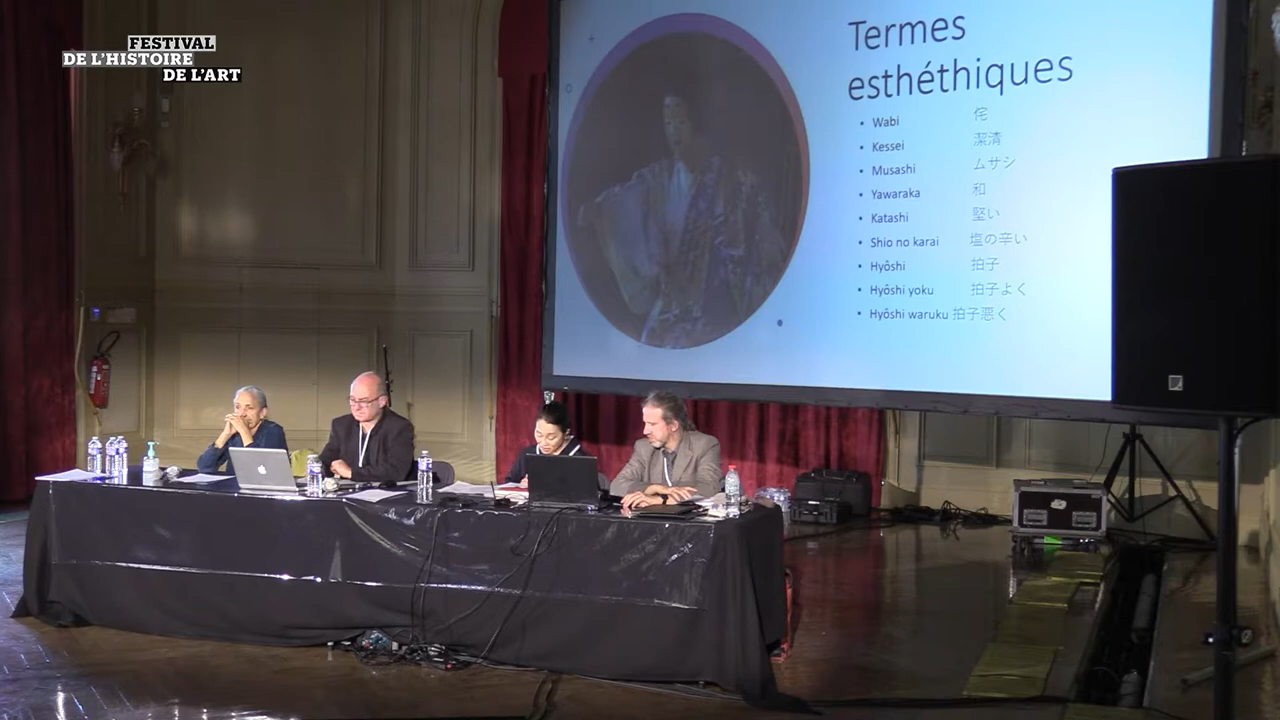 FESTIVAL
DE L'HISTOIRE
DE L'ART
Termes
esthéthiques
• Wabi 侘
• Kessei 潔清
• Musashi ムサシ
• Yawaraka 和
• Katashi 堅い
• Shio no karai 塩の辛い
• Hyôshi 拍子
• Hyôshi yoku 拍子よく
• Hyôshi waruku 拍子悪く